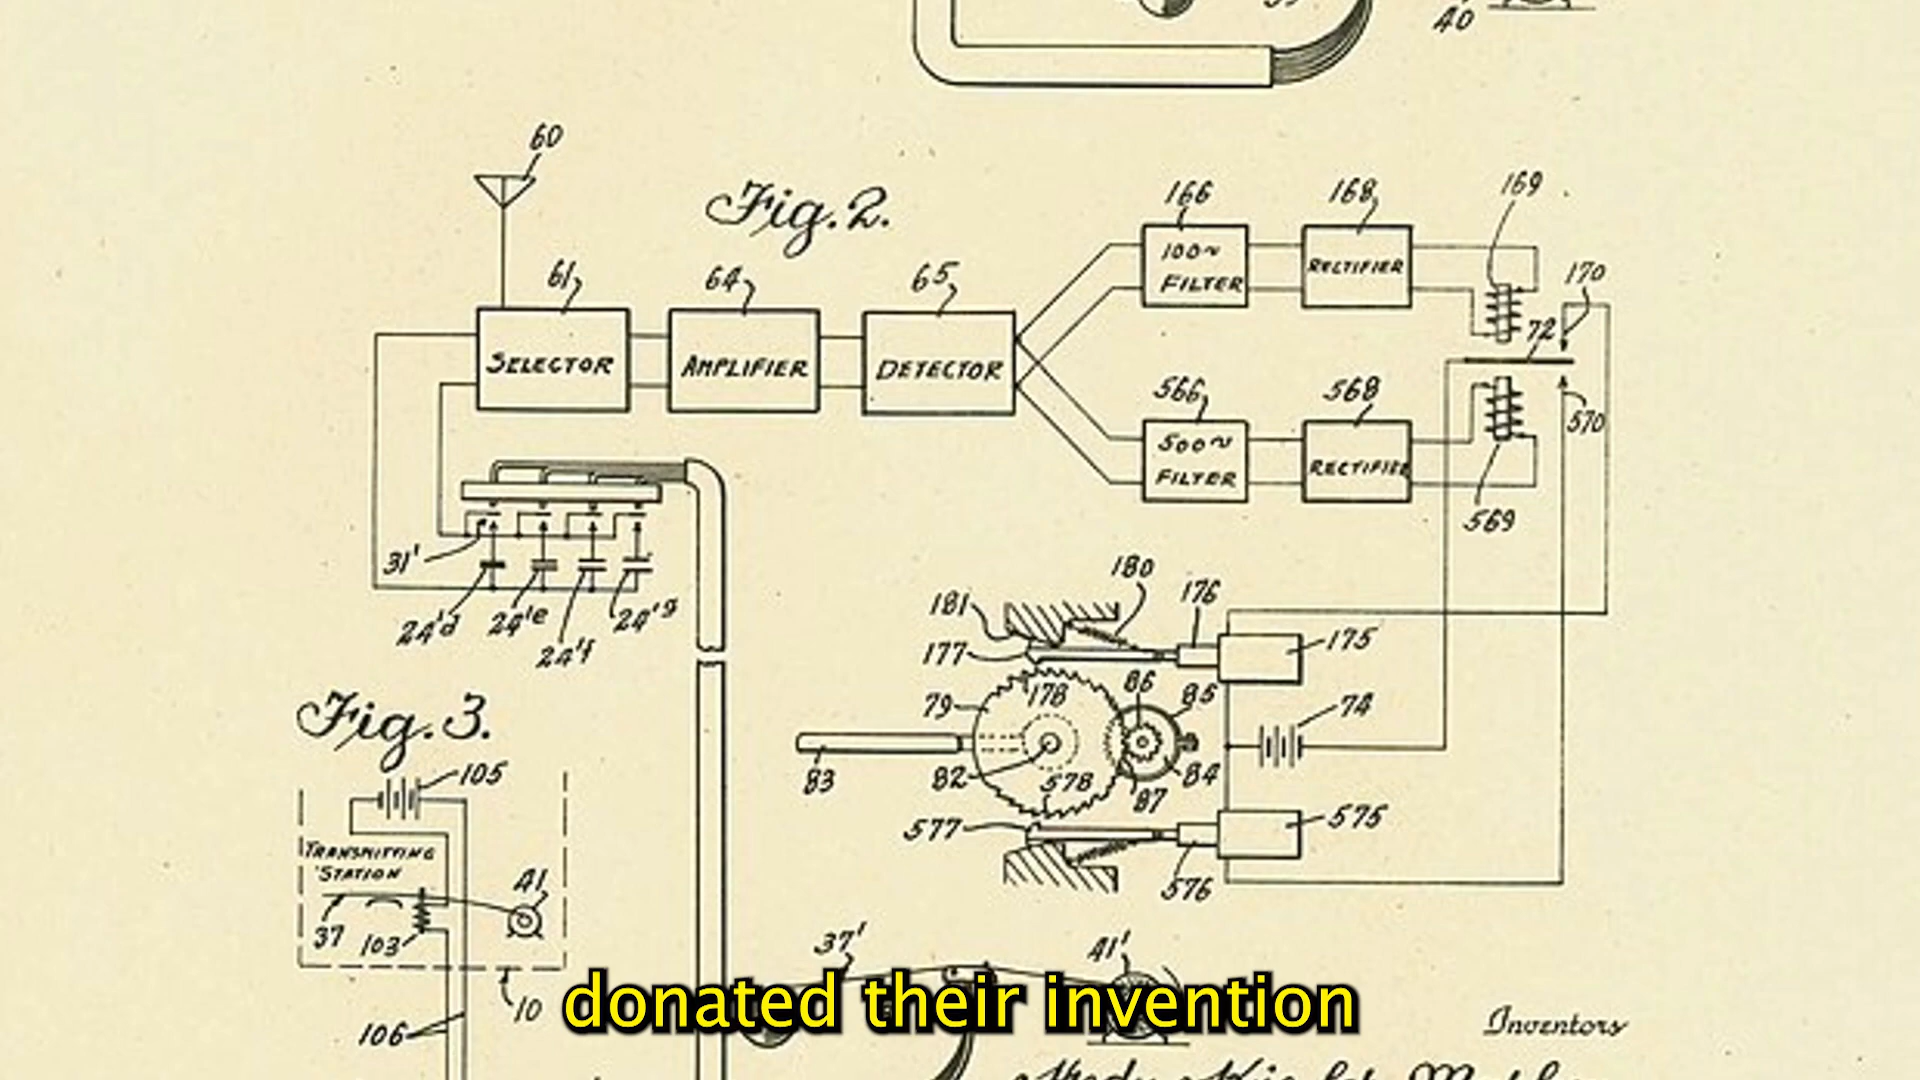 40
60
Fig. 2.
166
168
169
61
64
65
100~
FILTER
RECTIFIER
170
72
SELECTOR
AMPLIFIER
DETECTOR
566
568
570
500~
FILTER
RECTIFIER
569
31'
24'd
24'e
24'f
24'g
180
181
176
177
175
178
86
85
79
74
Fig. 3.
83
82
578
87
84
105
577
575
576
TRANSMITTING
STATION
41
37
103
37'
41'
10
106
donated their invention
Inventors